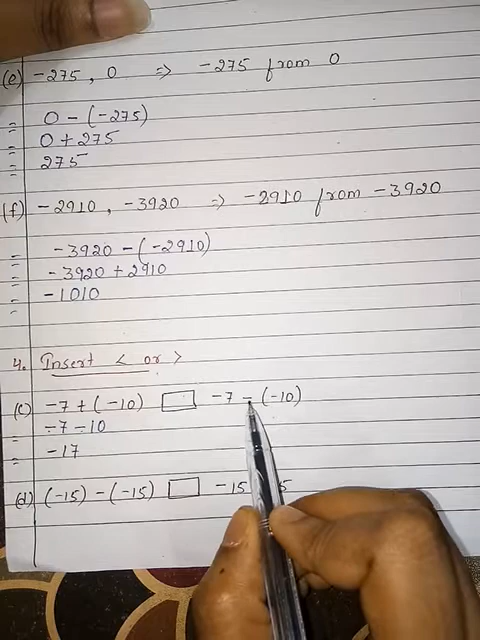 (e) -275, 0 ⇒ -275 from 0
= 0 - (-275)
= 0 + 275
= 275
(f) -2910, -3920 ⇒ -2910 from -3920
= -3920 - (-2910)
= -3920 + 2910
= -1010
4. Insert < or >
(c) -7 + (-10) □ -7 - (-10)
= -7 - 10
= -17
(d) (-15) - (-15) □ -15